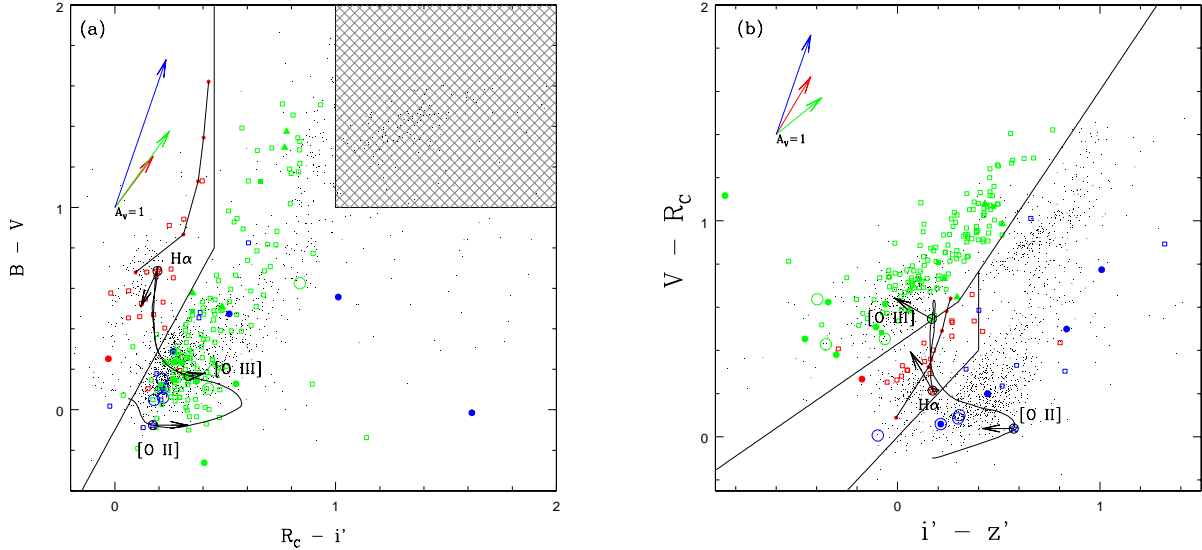 (a)
A_V=1
Hα
[O III]
[O II]
2
1
0
0
1
2
B – V
R_C – i'
(b)
A_V=1
[O III]
Hα
[O II]
2
1
0
0
1
V – R_C
i' – z'